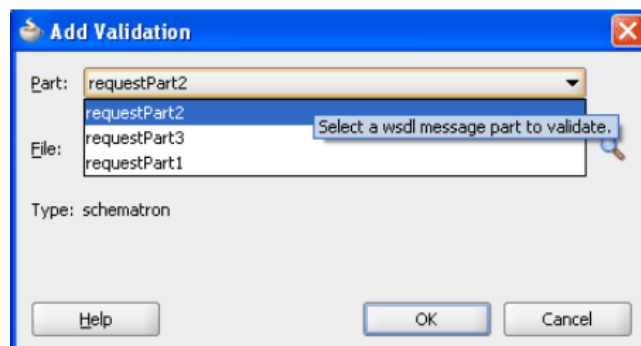 Add Validation
Part: requestPart2
requestPart2
Select a wsdl message part to validate.
requestPart3
File:
requestPart1
Type: schematron
Help OK Cancel